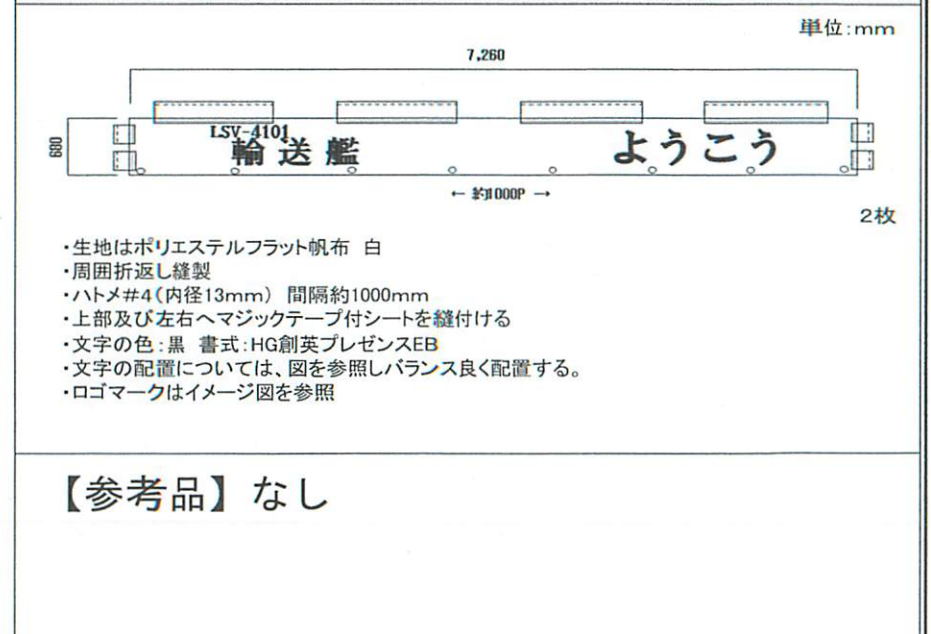 単位:mm
7,260
680
LSV-4101
輸送艦 ようこう
← 約1000P →
2枚
・生地はポリエステルフラット帆布 白
・周囲折返し縫製
・ハトメ#4(内径13mm) 間隔約1000mm
・上部及び左右へマジックテープ付シートを縫付ける
・文字の色:黒 書式:HG創英プレゼンスEB
・文字の配置については、図を参照しバランス良く配置する。
・ロゴマークはイメージ図を参照
【参考品】なし